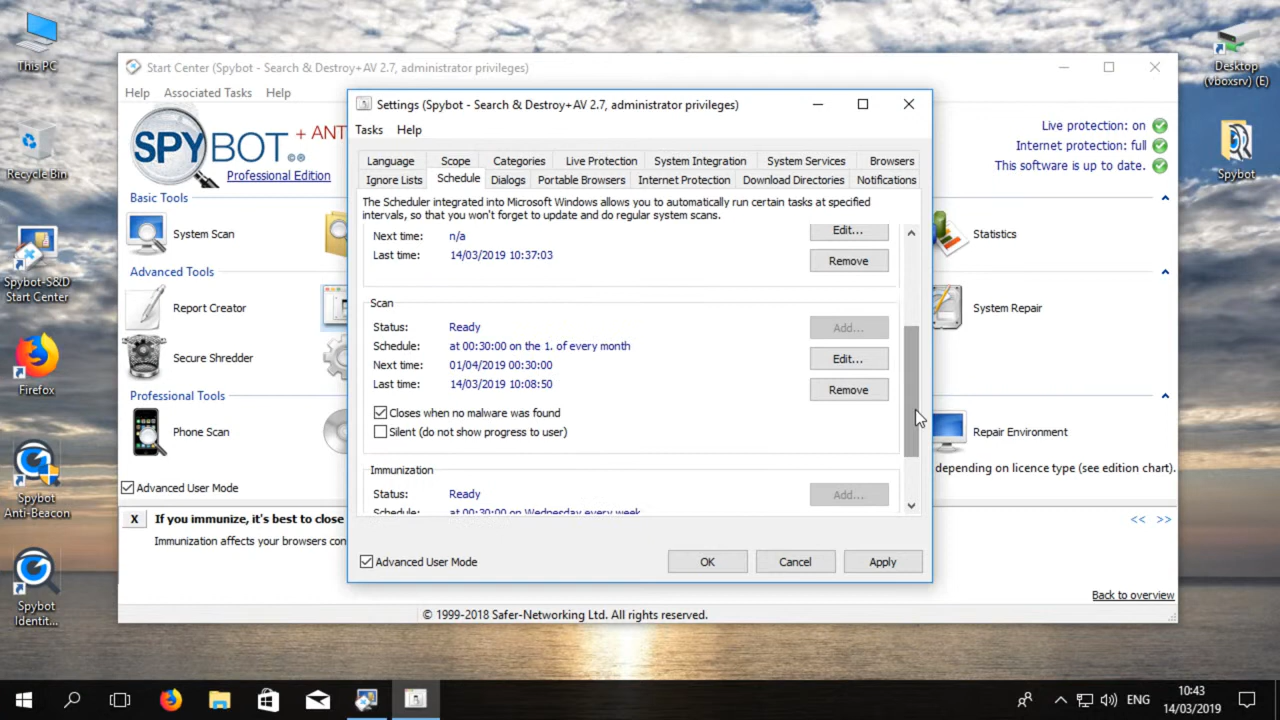 This PC
Recycle Bin
Spybot-S&D
Start Center
Firefox
Spybot
Anti-Beacon
Spybot
Identit...
Desktop
(vboxsrv) (E)
Spybot
Start Center (Spybot - Search & Destroy+AV 2.7, administrator privileges)
Help Associated Tasks Help
SPYBOT + ANT
Professional Edition
Live protection: on
Internet protection: full
This software is up to date.
Basic Tools
System Scan
Statistics
Advanced Tools
Report Creator
System Repair
Secure Shredder
Professional Tools
Phone Scan
Repair Environment
depending on licence type (see edition chart).
Advanced User Mode
X If you immunize, it's best to close
<< >>
Immunization affects your browsers con
Back to overview
© 1999-2018 Safer-Networking Ltd. All rights reserved.
Settings (Spybot - Search & Destroy+AV 2.7, administrator privileges)
Tasks Help
Language Scope Categories Live Protection System Integration System Services Browsers
Ignore Lists Schedule Dialogs Portable Browsers Internet Protection Download Directories Notifications
The Scheduler integrated into Microsoft Windows allows you to automatically run certain tasks at specified
intervals, so that you won't forget to update and do regular system scans.
Next time: n/a Edit...
Last time: 14/03/2019 10:37:03 Remove
Scan
Status: Ready Add...
Schedule: at 00:30:00 on the 1. of every month
Next time: 01/04/2019 00:30:00 Edit...
Last time: 14/03/2019 10:08:50 Remove
Closes when no malware was found
Silent (do not show progress to user)
Immunization
Status: Ready Add...
Schedule: at 00:30:00 on Wednesday every week
Advanced User Mode OK Cancel Apply
ENG
10:43
14/03/2019